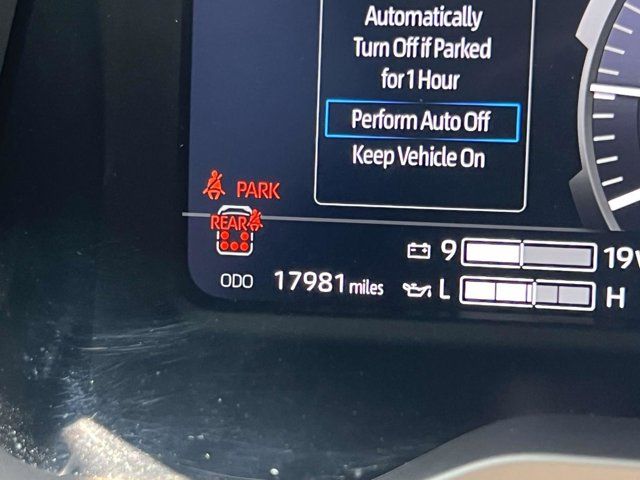 Automatically
Turn Off if Parked
for 1 Hour
Perform Auto Off
Keep Vehicle On
PARK
REAR
9 19V
ODO 17981 miles L H